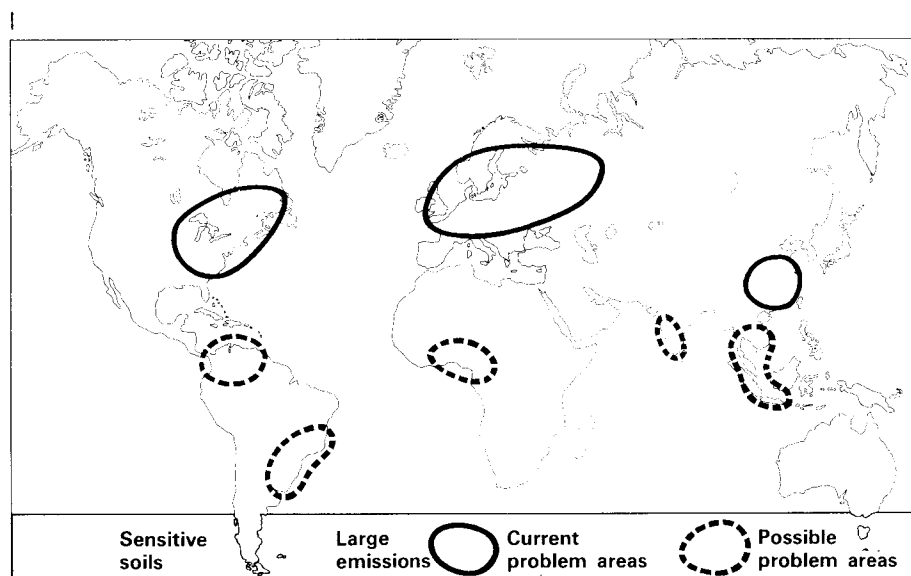 Sensitive
soils
Large
emissions
Current
problem areas
Possible
problem areas